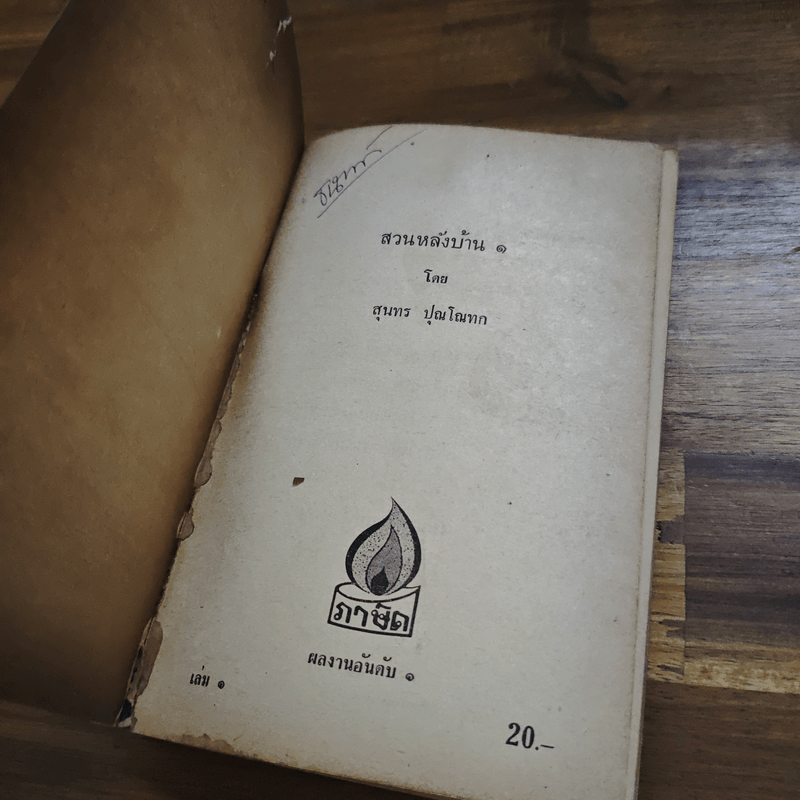 สวนหลังบ้าน ๑
โดย
สุนทร ปุณโณทก
ภาษิต
ผลงานอันดับ ๑
เล่ม ๑
20.–